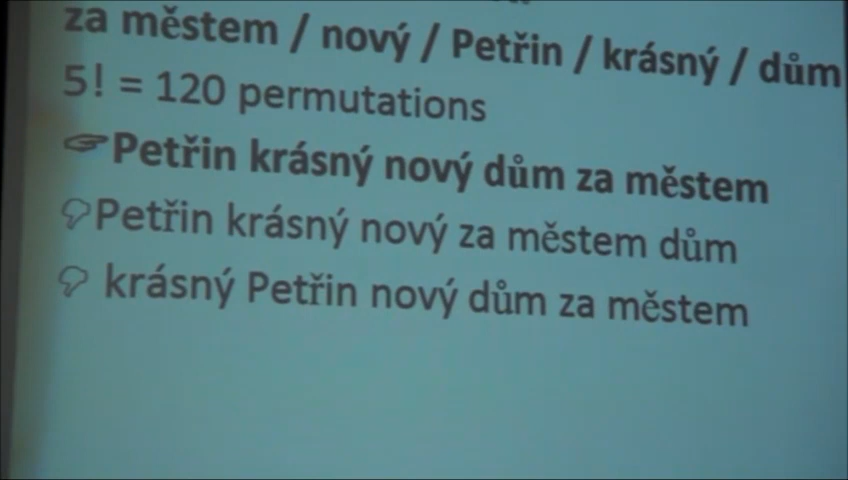 za městem / nový / Petřin / krásný / dům
5! = 120 permutations
☞Petřin krásný nový dům za městem
Petřin krásný nový za městem dům
krásný Petřin nový dům za městem